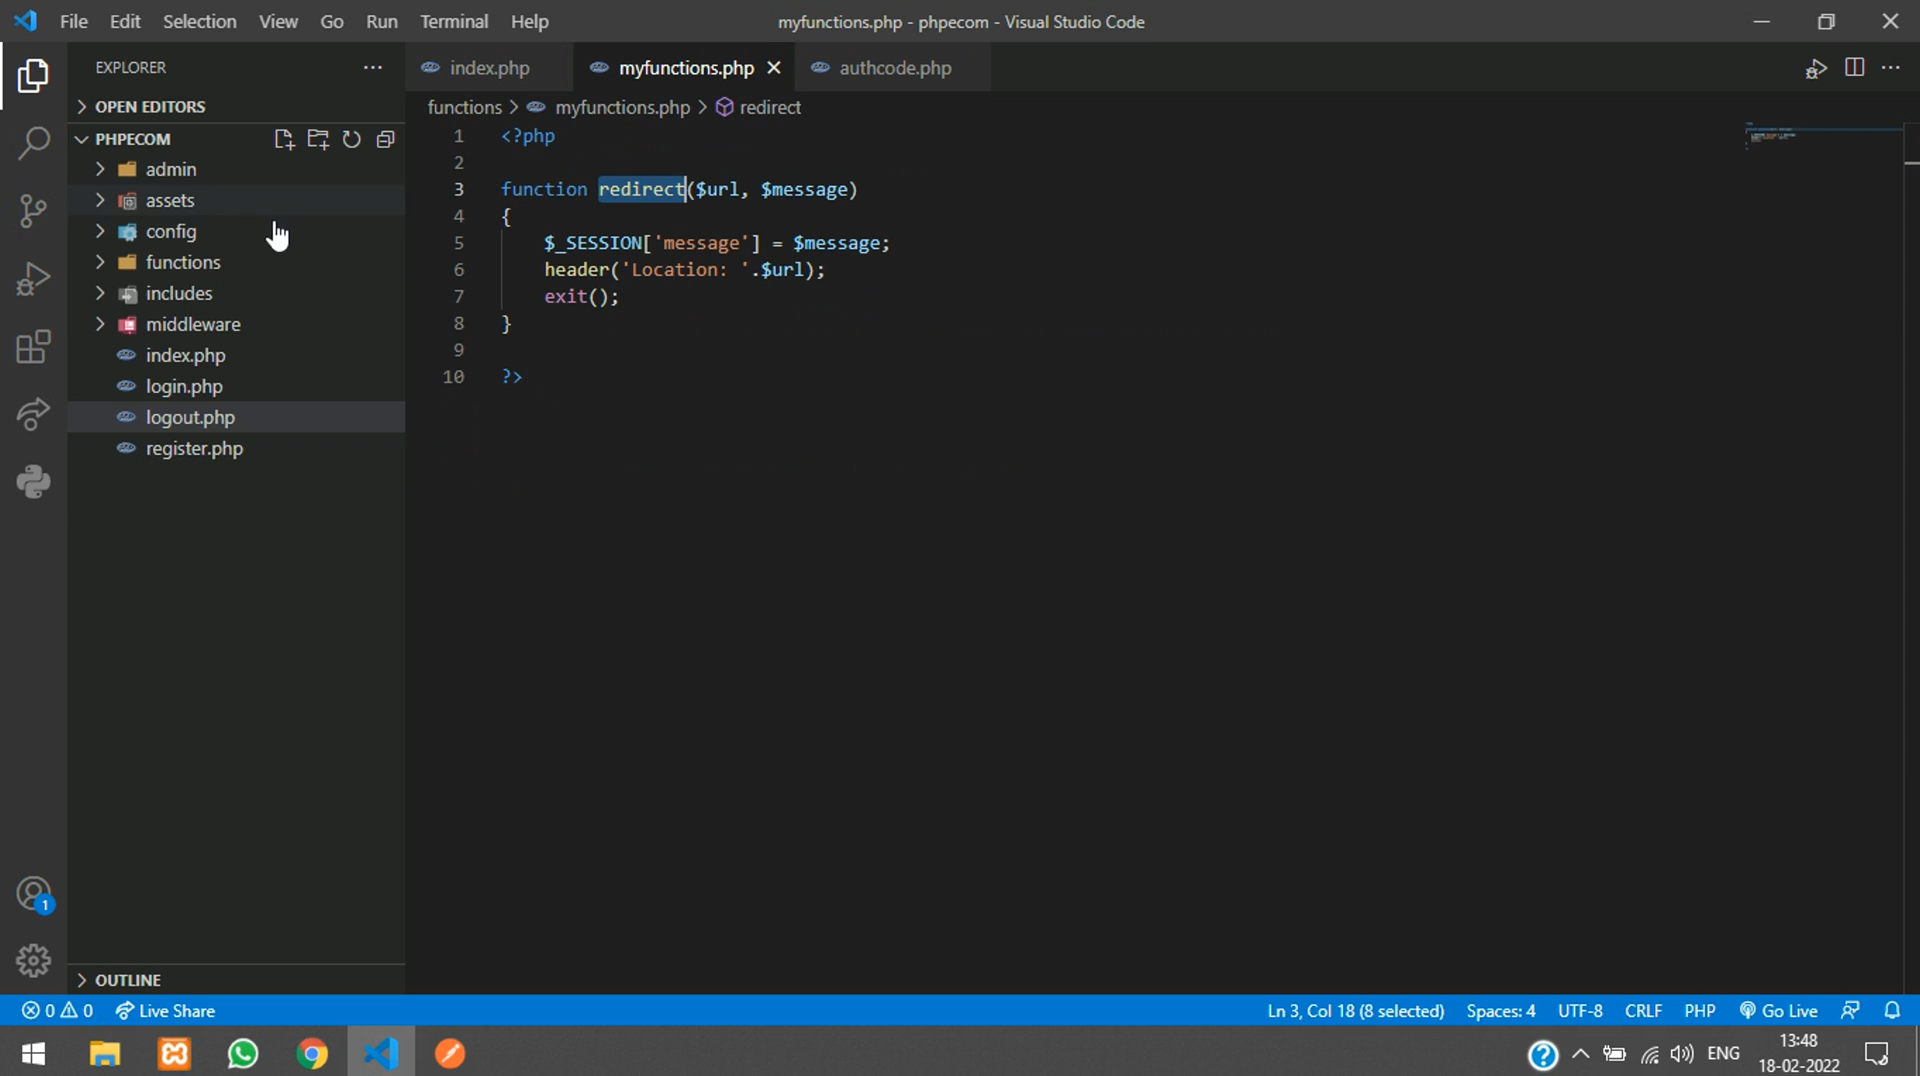 File Edit Selection View Go Run Terminal Help myfunctions.php - phpecom - Visual Studio Code
EXPLORER
index.php myfunctions.php authcode.php
OPEN EDITORS
functions > myfunctions.php > redirect
PHPECOM
admin
assets
config
functions
includes
middleware
index.php
login.php
logout.php
register.php
1 <?php
2
3 function redirect($url, $message)
4 {
5 $_SESSION['message'] = $message;
6 header('Location: '.$url);
7 exit();
8 }
9
10 ?>
1
OUTLINE
0 0 Live Share Ln 3, Col 18 (8 selected) Spaces: 4 UTF-8 CRLF PHP Go Live
ENG 13:48
18-02-2022